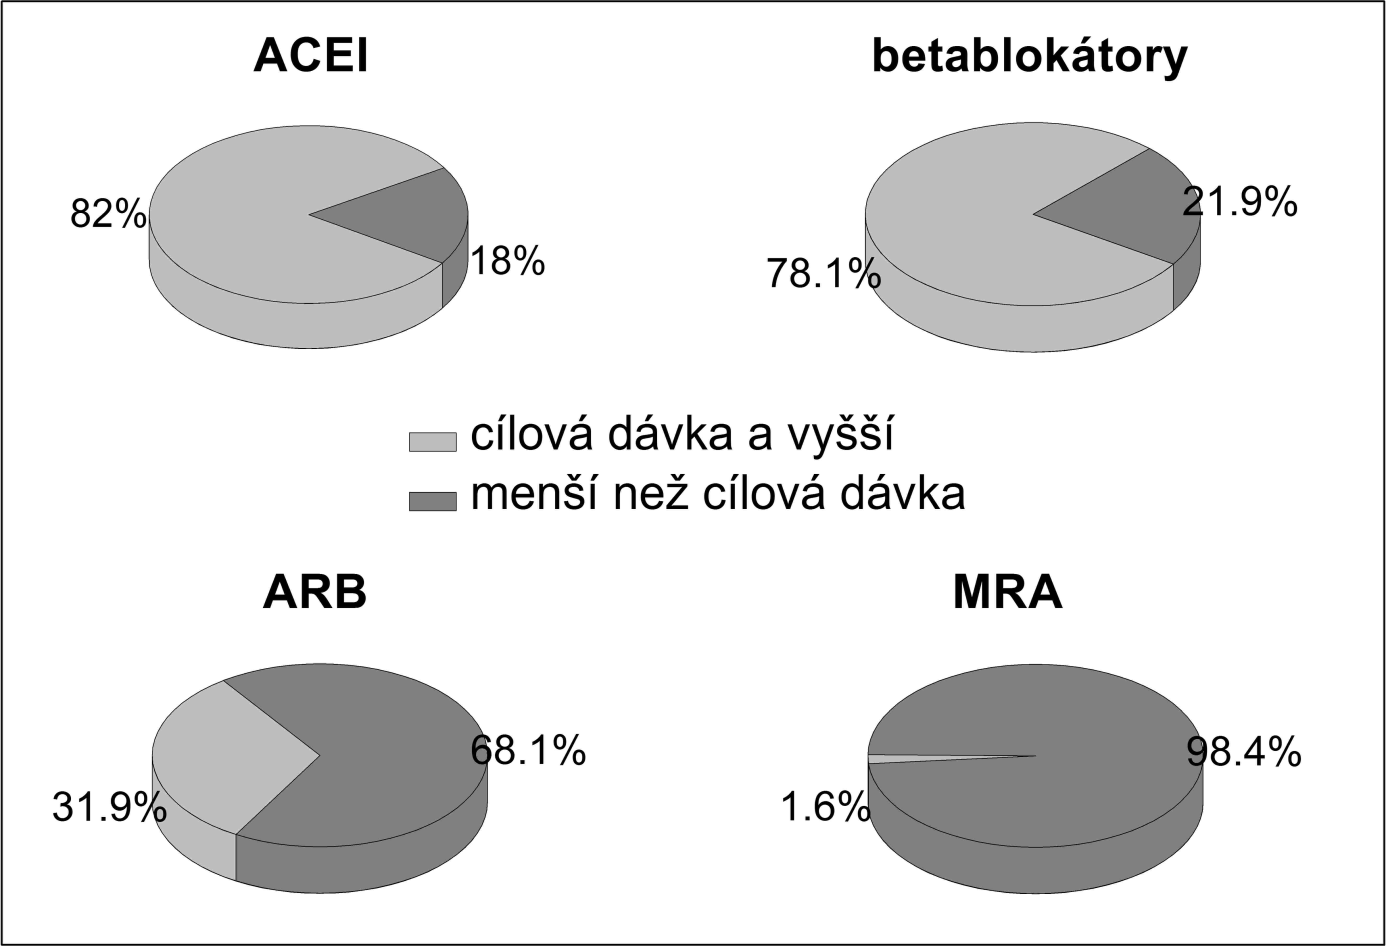 ACEI
betablokátory
82%
18%
21.9%
78.1%
cílová dávka a vyšší
menší než cílová dávka
ARB
MRA
68.1%
31.9%
98.4%
1.6%